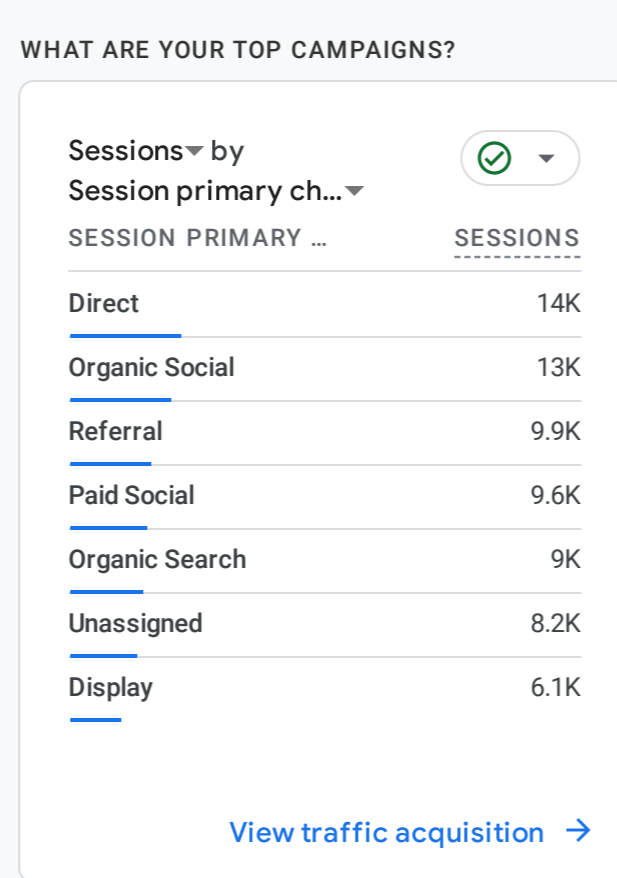 WHAT ARE YOUR TOP CAMPAIGNS?
Sessions by
Session primary ch...
SESSION PRIMARY ... SESSIONS
Direct 14K
Organic Social 13K
Referral 9.9K
Paid Social 9.6K
Organic Search 9K
Unassigned 8.2K
Display 6.1K
View traffic acquisition